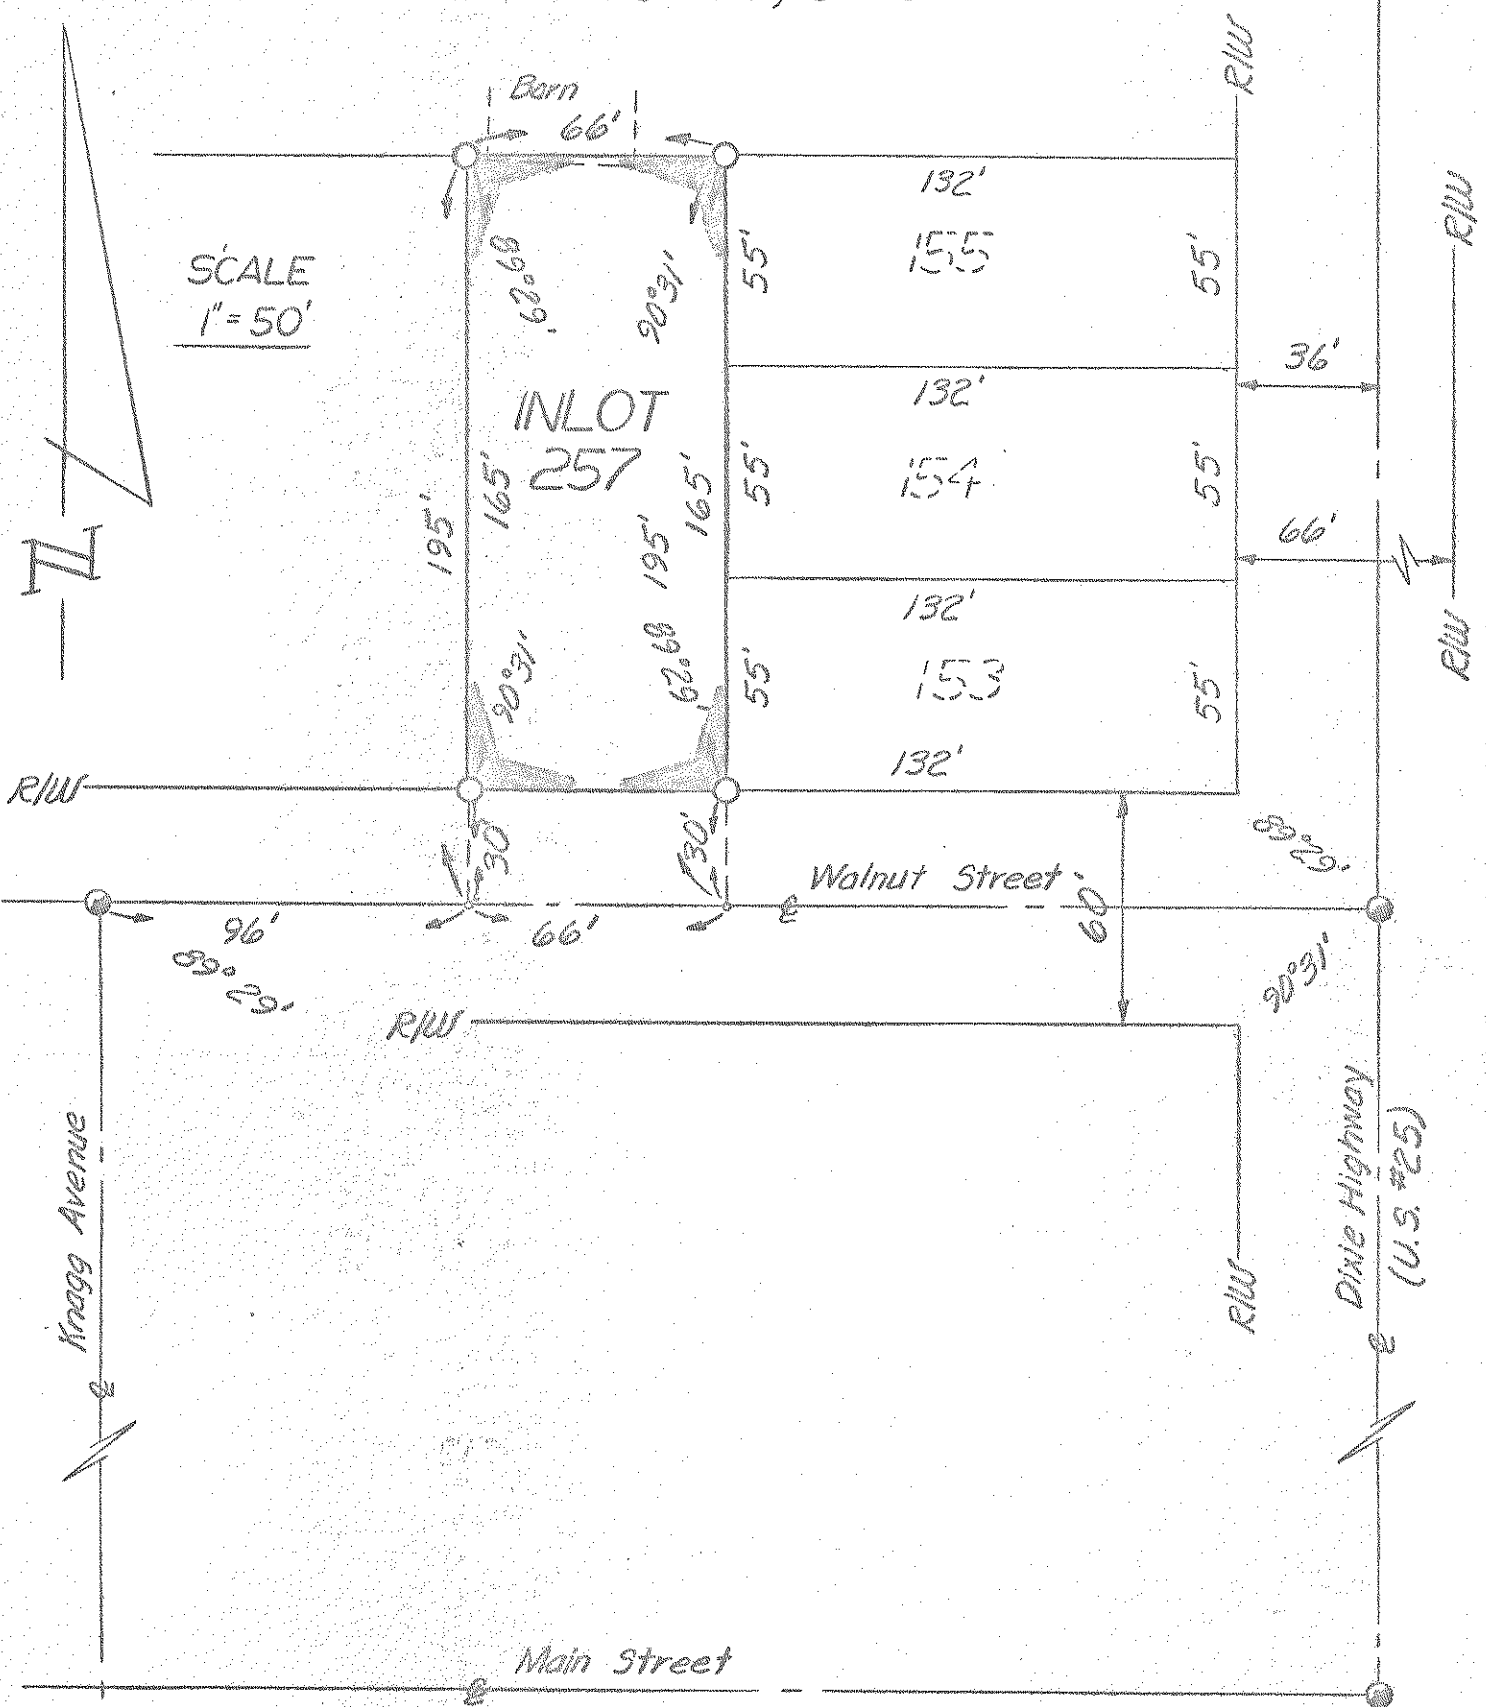 R/W
Barn
66'
132'
155
R/W
SCALE
1" = 50'
89°29'
90°31'
55'
55'
36'
132'
INLOT
257
154
195'
165'
195'
165'
55'
55'
66'
132'
153
90°31'
89°29'
55'
55'
R/W
132'
R/W
30'
30'
Walnut Street
60'
89°29'
96'
66'
℄
89°29'
90°31'
R/W
Knagg Avenue
℄
R/W
Dixie Highway
(U.S. #25)
℄
Main Street
℄